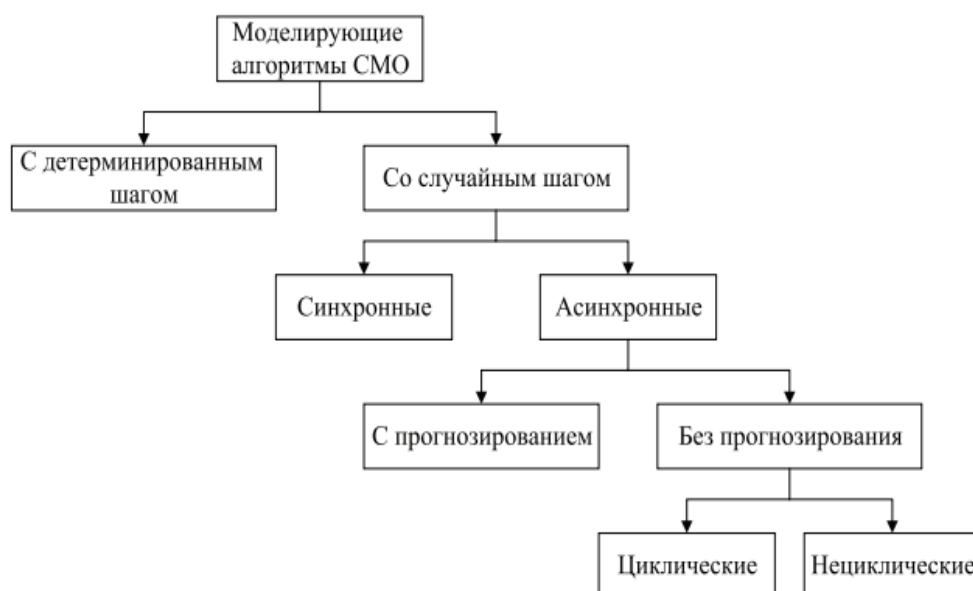 Моделирующие
алгоритмы СМО
С детерминированным
шагом
Со случайным шагом
Синхронные
Асинхронные
С прогнозированием
Без прогнозирования
Циклические
Нециклические